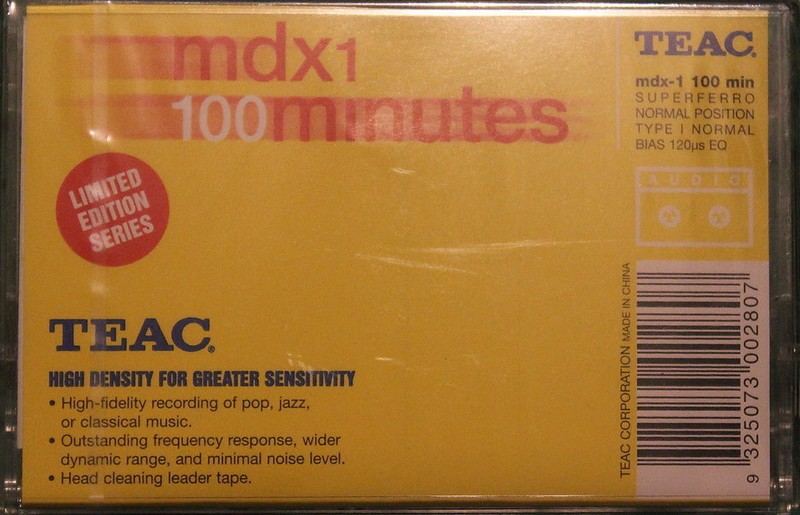 mdx1
100minutes
LIMITED
EDITION
SERIES
TEAC®
HIGH DENSITY FOR GREATER SENSITIVITY
• High-fidelity recording of pop, jazz,
or classical music.
• Outstanding frequency response, wider
dynamic range, and minimal noise level.
• Head cleaning leader tape.
TEAC®
mdx-1 100 min
SUPERFERRO
NORMAL POSITION
TYPE I NORMAL
BIAS 120µs EQ
AUDIO
TEAC CORPORATION MADE IN CHINA
9 325073 002807